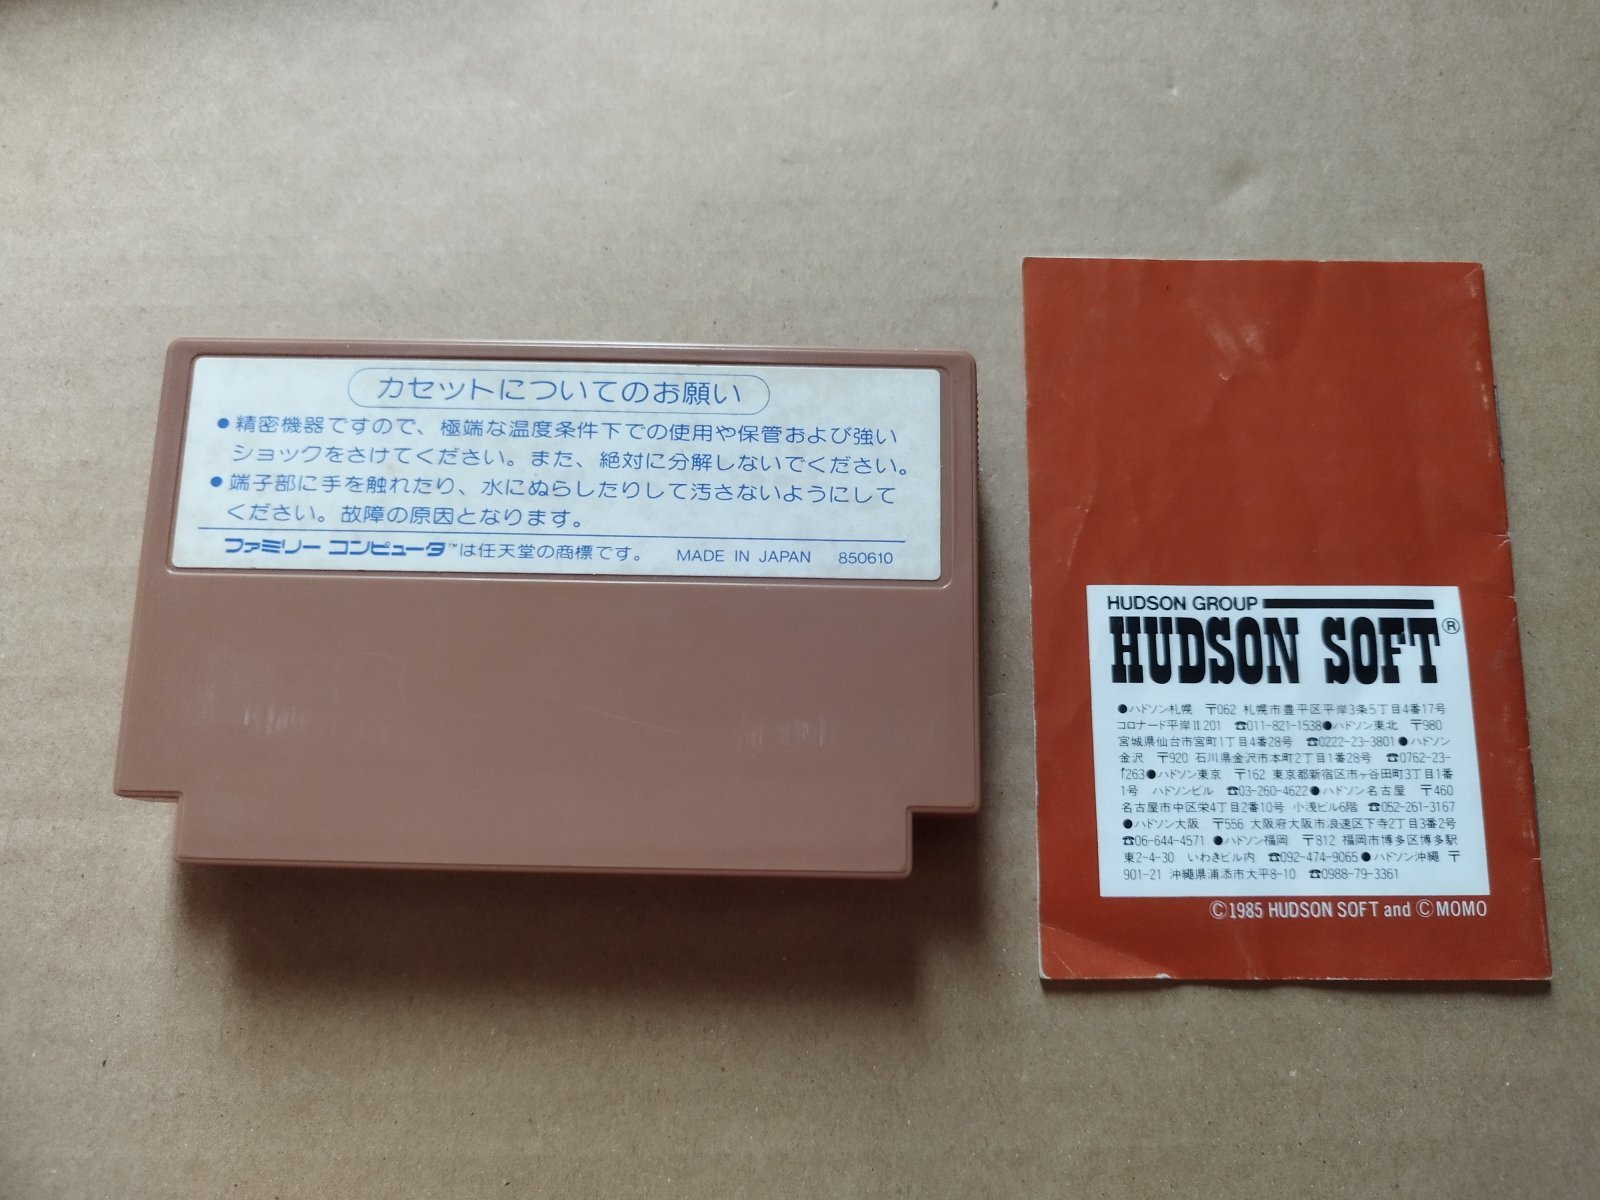 カセットについてのお願い
●精密機器ですので、極端な温度条件下での使用や保管および強い
ショックをさけてください。また、絶対に分解しないでください。
●端子部に手を触れたり、水にぬらしたりして汚さないようにして
ください。故障の原因となります。
ファミリー コンピュータ™は任天堂の商標です。 MADE IN JAPAN 850610
HUDSON GROUP
HUDSON SOFT®
●ハドソン札幌 〒062 札幌市豊平区平岸3条5丁目4番17号
コロナード平岸Ⅱ201 ☎011-821-1538●ハドソン東北 〒980
宮城県仙台市宮町1丁目4番28号 ☎0222-23-3801●ハドソン
金沢 〒920 石川県金沢市本町2丁目1番28号 ☎0762-23-
1263●ハドソン東京 〒162 東京都新宿区市ヶ谷田町3丁目1番
1号 ハドソンビル ☎03-260-4622●ハドソン名古屋 〒460
名古屋市中区栄4丁目2番10号 小浅ビル6階 ☎052-261-3167
●ハドソン大阪 〒556 大阪府大阪市浪速区下寺2丁目3番2号
☎06-644-4571 ●ハドソン福岡 〒812 福岡市博多区博多駅
東2-4-30 いわきビル内 ☎092-474-9065●ハドソン沖縄 〒
901-21 沖縄県浦添市大平8-10 ☎0988-79-3361
©1985 HUDSON SOFT and ©MOMO